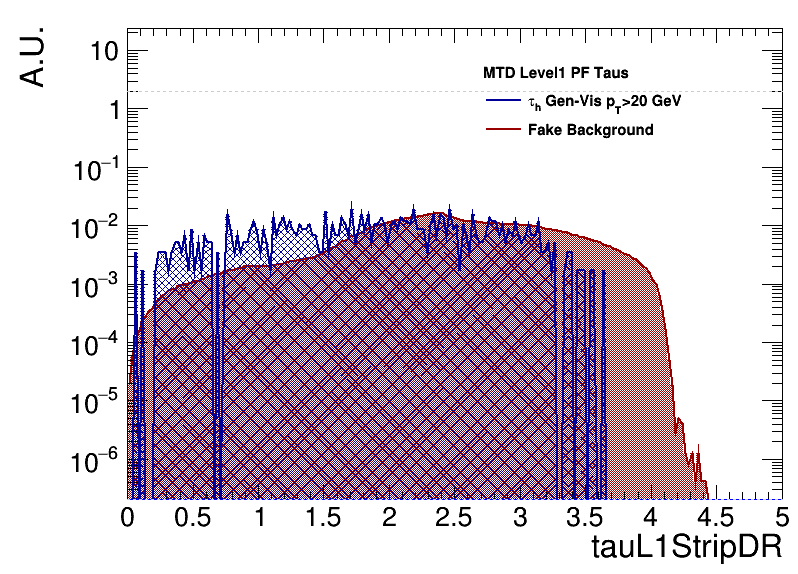 A.U.
MTD Level1 PF Taus
τh Gen-Vis pT>20 GeV
Fake Background
10
1
10−1
10−2
10−3
10−4
10−5
10−6
0 0.5 1 1.5 2 2.5 3 3.5 4 4.5 5
tauL1StripDR